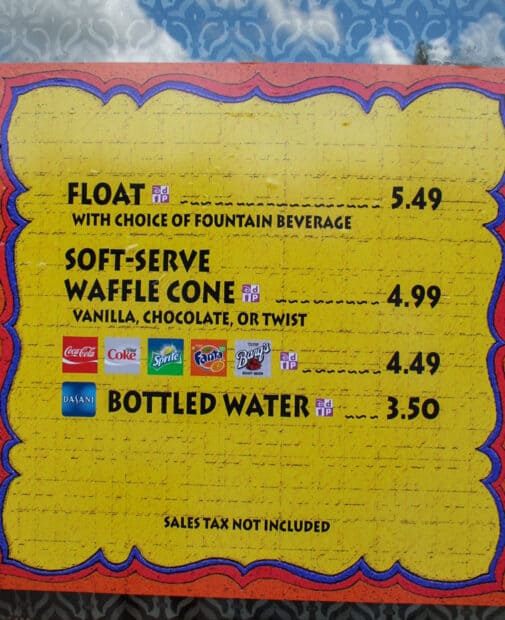 FLOAT 5.49
WITH CHOICE OF FOUNTAIN BEVERAGE
SOFT-SERVE
WAFFLE CONE 4.99
VANILLA, CHOCOLATE, OR TWIST
Coca-Cola Coke Sprite Fanta Barq's 4.49
DASANI BOTTLED WATER 3.50
SALES TAX NOT INCLUDED